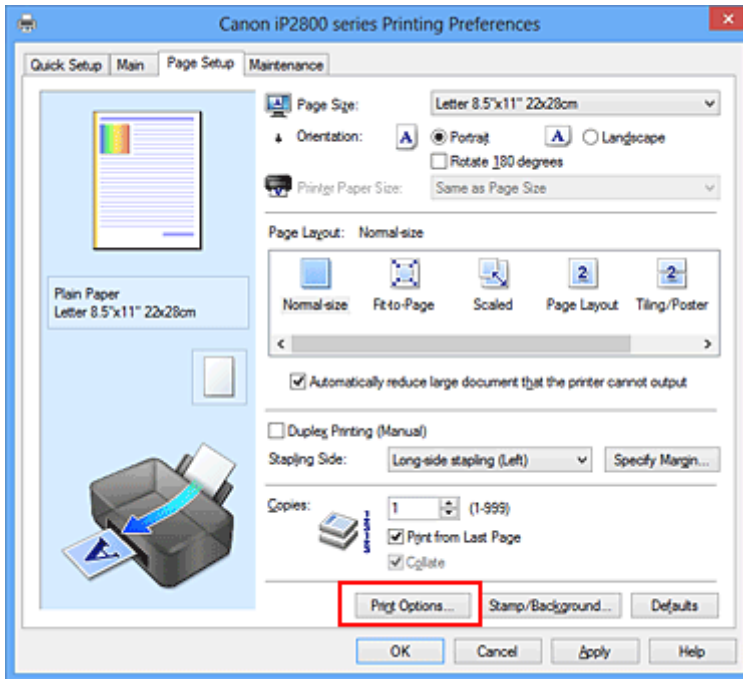 Canon iP2800 series Printing Preferences
Quick Setup Main Page Setup Maintenance
Page Size: Letter 8.5"x11" 22x28cm
Orientation: A Portrait A Landscape
Rotate 180 degrees
Printer Paper Size: Same as Page Size
Page Layout: Normal-size
Normal-size Fit-to-Page Scaled Page Layout Tiling/Poster
Plain Paper
Letter 8.5"x11" 22x28cm
Automatically reduce large document that the printer cannot output
Duplex Printing (Manual)
Stapling Side: Long-side stapling (Left) Specify Margin...
Copies: 1 (1-999)
Print from Last Page
Collate
Print Options... Stamp/Background... Defaults
OK Cancel Apply Help